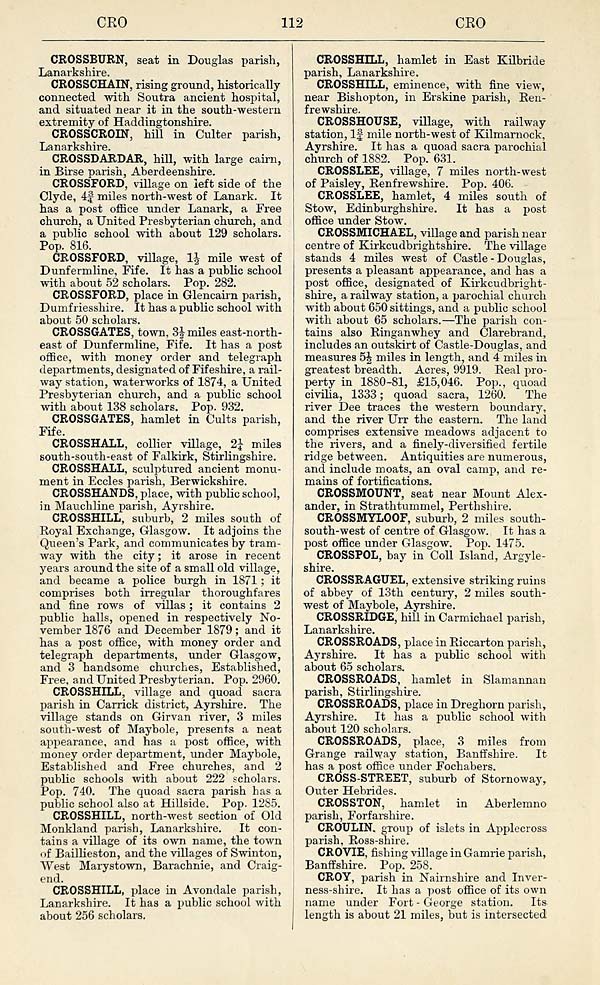 CRO 112 CRO
CROSSBURN, seat in Douglas parish,
Lanarkshire.
CROSSCHAIN, rising ground, historically
connected with Soutra ancient hospital,
and situated near it in the south-western
extremity of Haddingtonshire.
CROSSCROIN, hill in Culter parish,
Lanarkshire.
CROSSDARDAR, hill, with large cairn,
in Birse parish, Aberdeenshire.
CROSSFORD, village on left side of the
Clyde, 4¾ miles north-west of Lanark. It
has a post office under Lanark, a Free
church, a United Presbyterian church, and
a public school with about 129 scholars.
Pop. 816.
CROSSFORD, village, 1½ mile west of
Dunfermline, Fife. It has a public school
with about 52 scholars. Pop. 282.
CROSSFORD, place in Glencairn parish,
Dumfriesshire. It has a public school with
about 50 scholars.
CROSSGATES, town, 3½ miles east-north-
east of Dunfermline, Fife. It has a post
office, with money order and telegraph
departments, designated of Fifeshire, a rail-
way station, waterworks of 1874, a United
Presbyterian church, and a public school
with about 138 scholars. Pop. 932.
CROSSGATES, hamlet in Cults parish,
Fife.
CROSSHALL, collier village, 2¼ miles
south-south-east of Falkirk, Stirlingshire.
CROSSHALL, sculptured ancient monu-
ment in Eccles parish, Berwickshire.
CROSSHANDS, place, with public school,
in Mauchline parish, Ayrshire.
CROSSHILL, suburb, 2 miles south of
Royal Exchange, Glasgow. It adjoins the
Queen's Park, and communicates by tram-
way with the city; it arose in recent
years around the site of a small old village,
and became a police burgh in 1871; it
comprises both irregular thoroughfares
and fine rows of villas; it contains 2
public halls, opened in respectively No-
vember 1876 and December 1879; and it
has a post office, with money order and
telegraph departments, under Glasgow,
and 3 handsome churches, Established,
Free, and United Presbyterian. Pop. 2960.
CROSSHILL, village and quoad sacra
parish in Carrick district, Ayrshire. The
village stands on Girvan river, 3 miles
south-west of Maybole, presents a neat
appearance, and has a post office, with
money order department, under Maybole,
Established and Free churches, and 2
public schools with about 222 scholars.
Pop. 740. The quoad sacra parish has a
public school also at Hillside. Pop. 1285.
CROSSHILL, north-west section of Old
Monkland parish, Lanarkshire. It con-
tains a village of its own name, the town
of Baillieston, and the villages of Swinton,
West Marystown, Barachnie, and Craig-
end.
CROSSHILL, place in Avondale parish,
Lanarkshire. It has a public school with
about 256 scholars.
CROSSHILL, hamlet in East Kilbride
parish, Lanarkshire.
CROSSHILL, eminence, with fine view,
near Bishopton, in Erskine parish, Ren-
frewshire.
CROSSHOUSE, village, with railway
station, 1¾ mile north-west of Kilmarnock,
Ayrshire. It has a quoad sacra parochial
church of 1882. Pop. 631.
CROSSLEE, village, 7 miles north-west
of Paisley, Renfrewshire. Pop. 406.
CROSSLEE, hamlet, 4 miles south of
Stow, Edinburghshire. It has a post
office under Stow.
CROSSMICHAEL, village and parish near
centre of Kirkcudbrightshire. The village
stands 4 miles west of Castle-Douglas,
presents a pleasant appearance, and has a
post office, designated of Kirkcudbright-
shire, a railway station, a parochial church
with about 650 sittings, and a public school
with about 65 scholars.—The parish con-
tains also Ringanwhey and Clarebrand,
includes an outskirt of Castle-Douglas, and
measures 5½ miles in length, and 4 miles in
greatest breadth. Acres, 9919. Real pro-
perty in 1880-81, £15,046. Pop., quoad
civilia, 1333; quoad sacra, 1260. The
river Dee traces the western boundary,
and the river Urr the eastern. The land
comprises extensive meadows adjacent to
the rivers, and a finely-diversified fertile
ridge between. Antiquities are numerous,
and include moats, an oval camp, and re-
mains of fortifications.
CROSSMOUNT, seat near Mount Alex-
ander, in Strathtummel, Perthshire.
CROSSMYLOOF, suburb, 2 miles south-
south-west of centre of Glasgow. It has a
post office under Glasgow. Pop. 1475.
CROSSPOL, bay in Coll Island, Argyle-
shire.
CROSSRAGUEL, extensive striking ruins
of abbey of 13th century, 2 miles south-
west of Maybole, Ayrshire.
CROSSRIDGE, hill in Carmichael parish,
Lanarkshire.
CROSSROADS, place in Riccarton parish,
Ayrshire. It has a public school with
about 65 scholars.
CROSSROADS, hamlet in Slamannan
parish, Stirlingshire.
CROSSROADS, place in Dreghorn parish,
Ayrshire. It has a public school with
about 120 scholars.
CROSSROADS, place, 3 miles from
Grange railway station, Banffshire. It
has a post office under Fochabers.
CROSS-STREET, suburb of Stornoway,
Outer Hebrides.
CROSSTON, hamlet in Aberlemno
parish, Forfarshire.
CROULIN, group of islets in Applecross
parish, Ross-shire.
CROVIE, fishing village in Gamrie parish,
Banffshire. Pop. 258.
CROY, parish in Nairnshire and Inver-
ness-shire. It has a post office of its own
name under Fort-George station. Its
length is about 21 miles, but is intersected